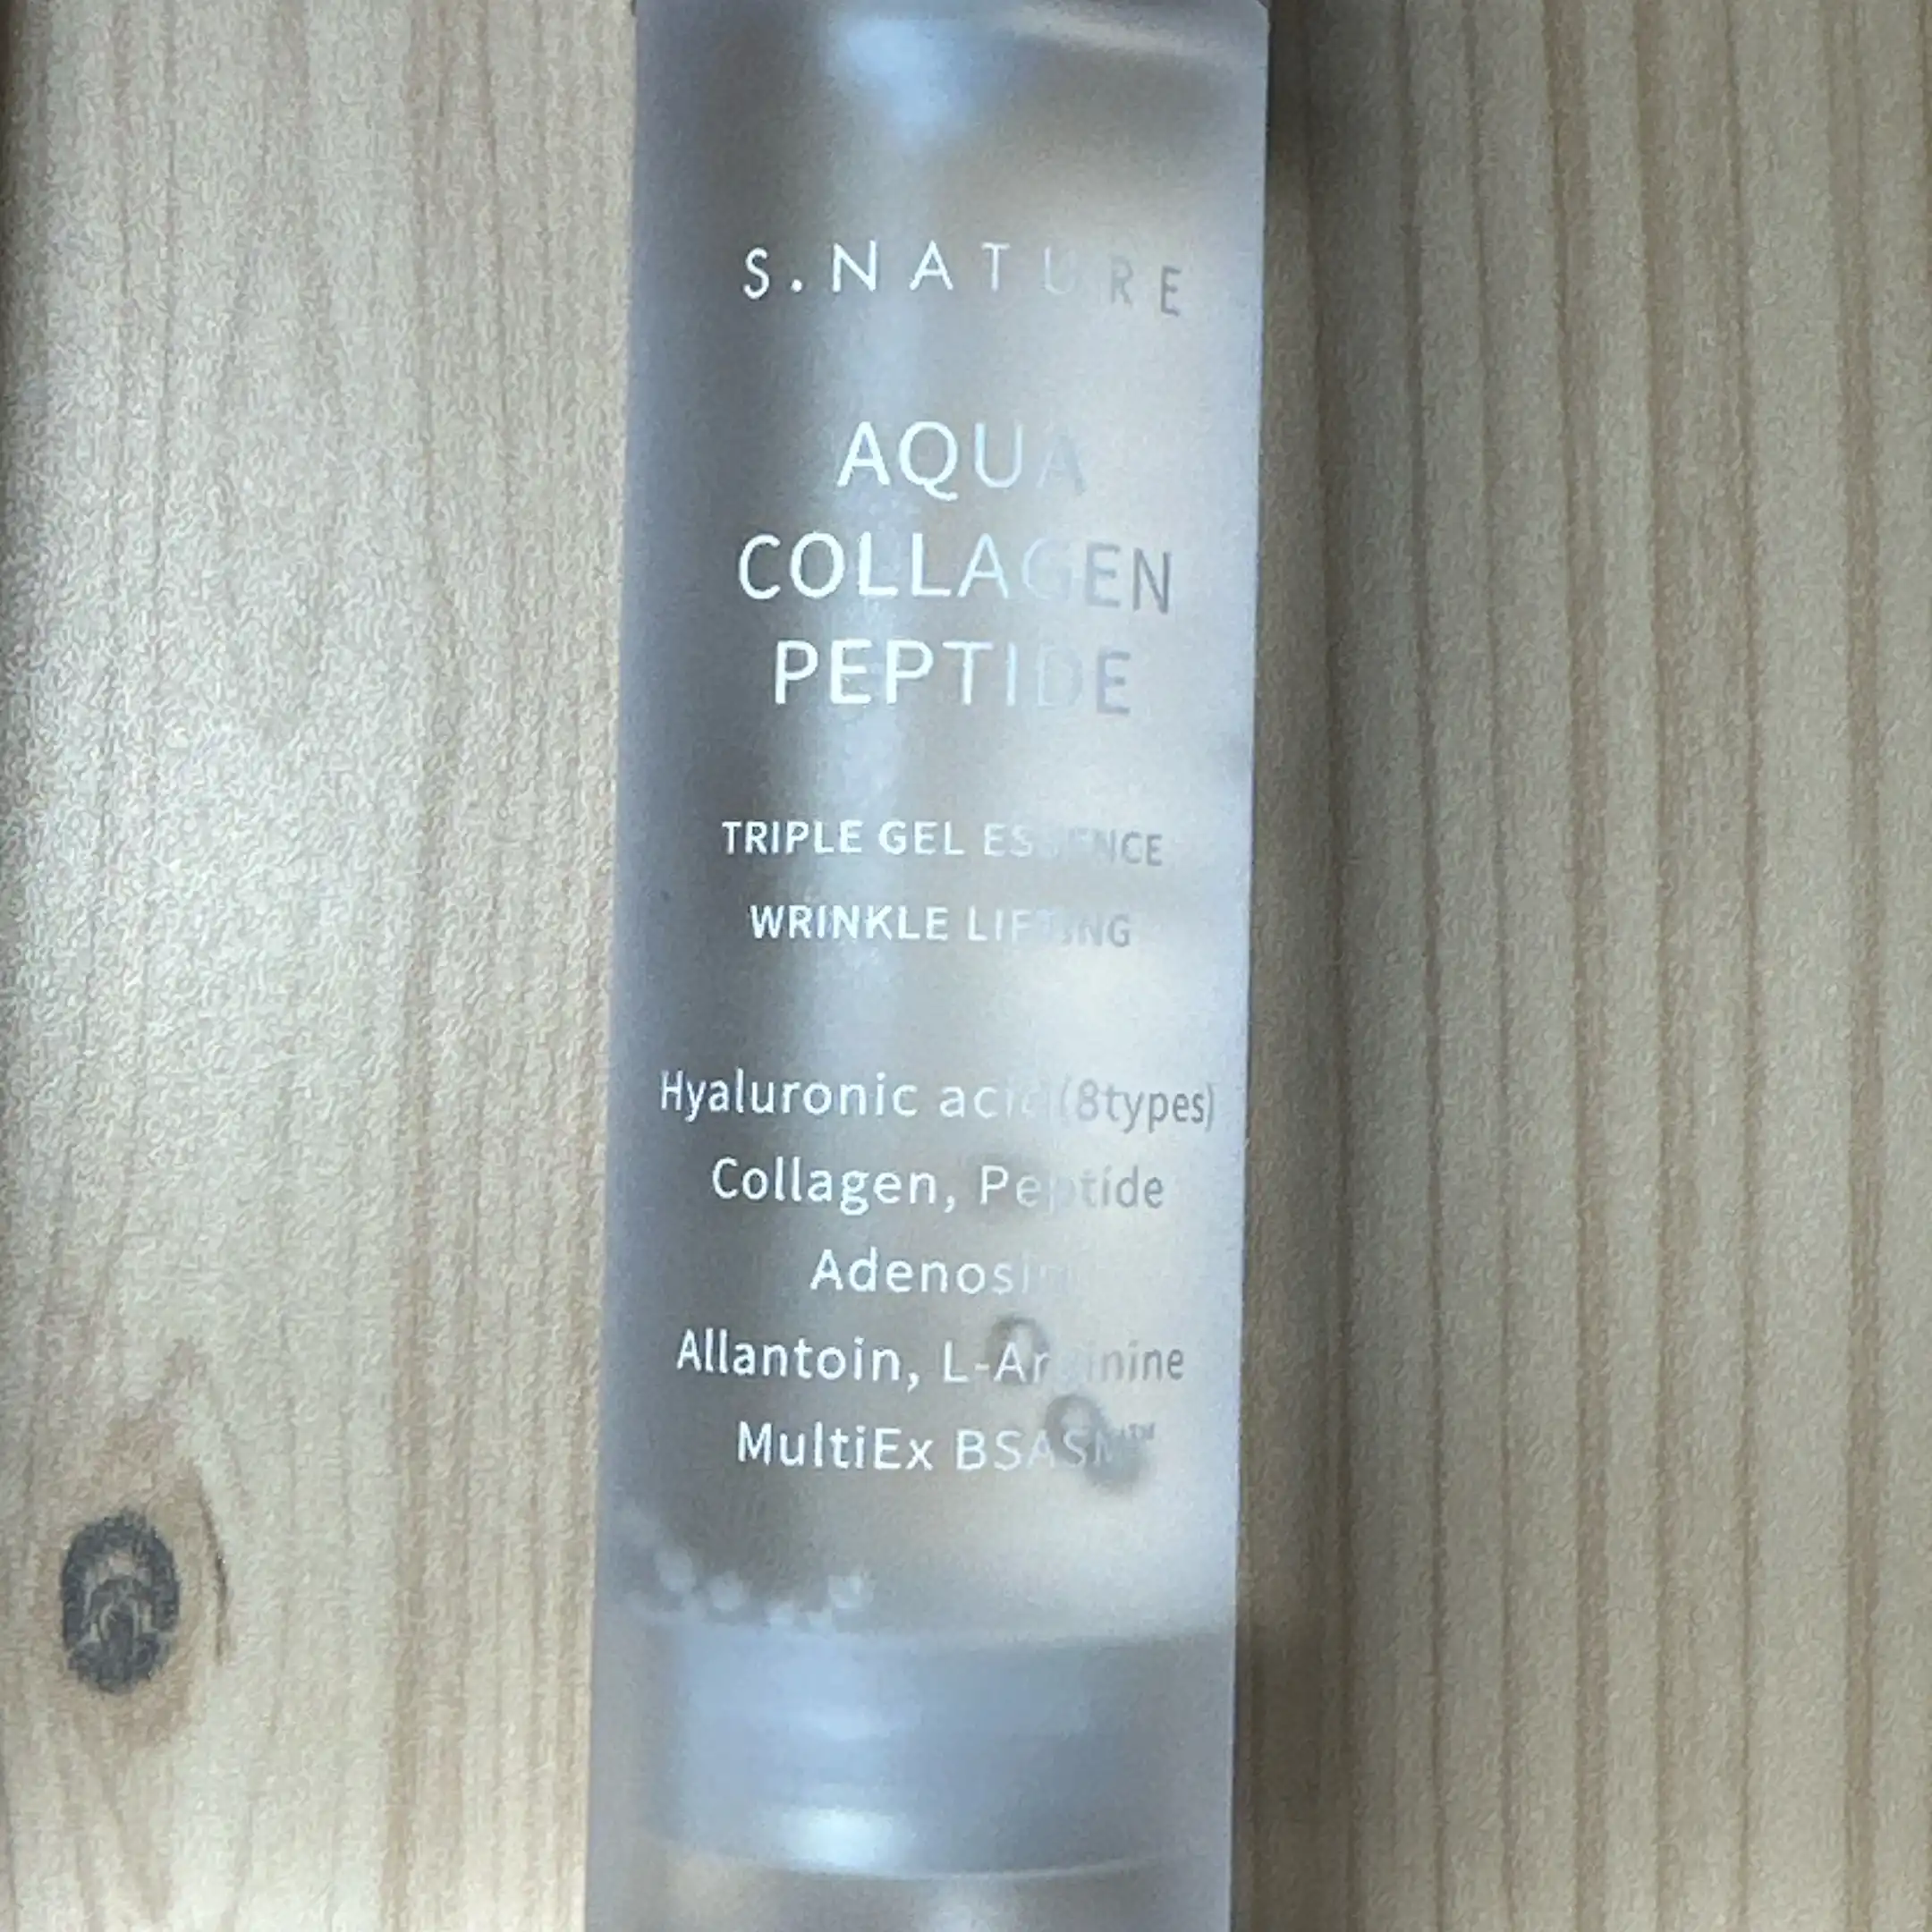 S.NATURE
AQUA
COLLAGEN
PEPTIDE
TRIPLE GEL ESSENCE
WRINKLE LIFTING
Hyaluronic acid (8types)
Collagen, Peptide
Adenosine
Allantoin, L-Arginine
MultiEx BSASM™